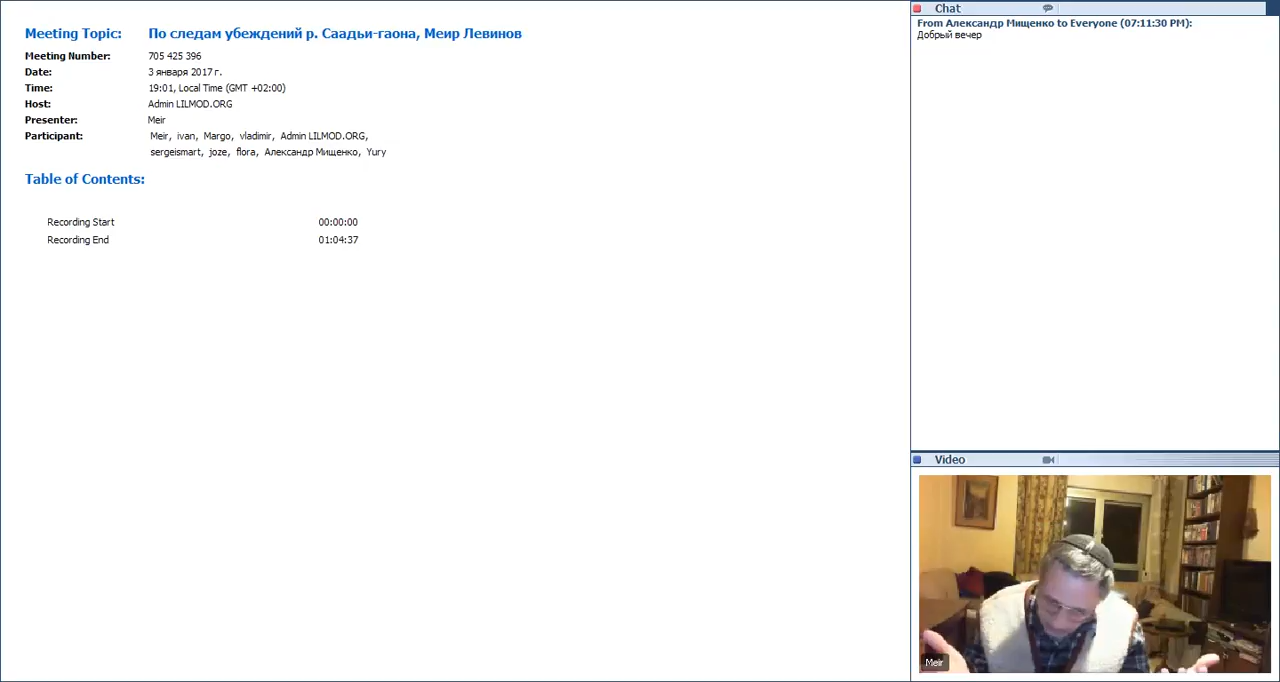 Meeting Topic: По следам убеждений р. Саадьи-гаона, Меир Левинов
Meeting Number: 705 425 396
Date: 3 января 2017 г.
Time: 19:01, Local Time (GMT +02:00)
Host: Admin LILMOD.ORG
Presenter: Meir
Participant: Meir, ivan, Margo, vladimir, Admin LILMOD.ORG,
sergeismart, joze, flora, Александр Мищенко, Yury
Table of Contents:
Recording Start 00:00:00
Recording End 01:04:37
Chat
From Александр Мищенко to Everyone (07:11:30 PM):
Добрый вечер
Video
Meir